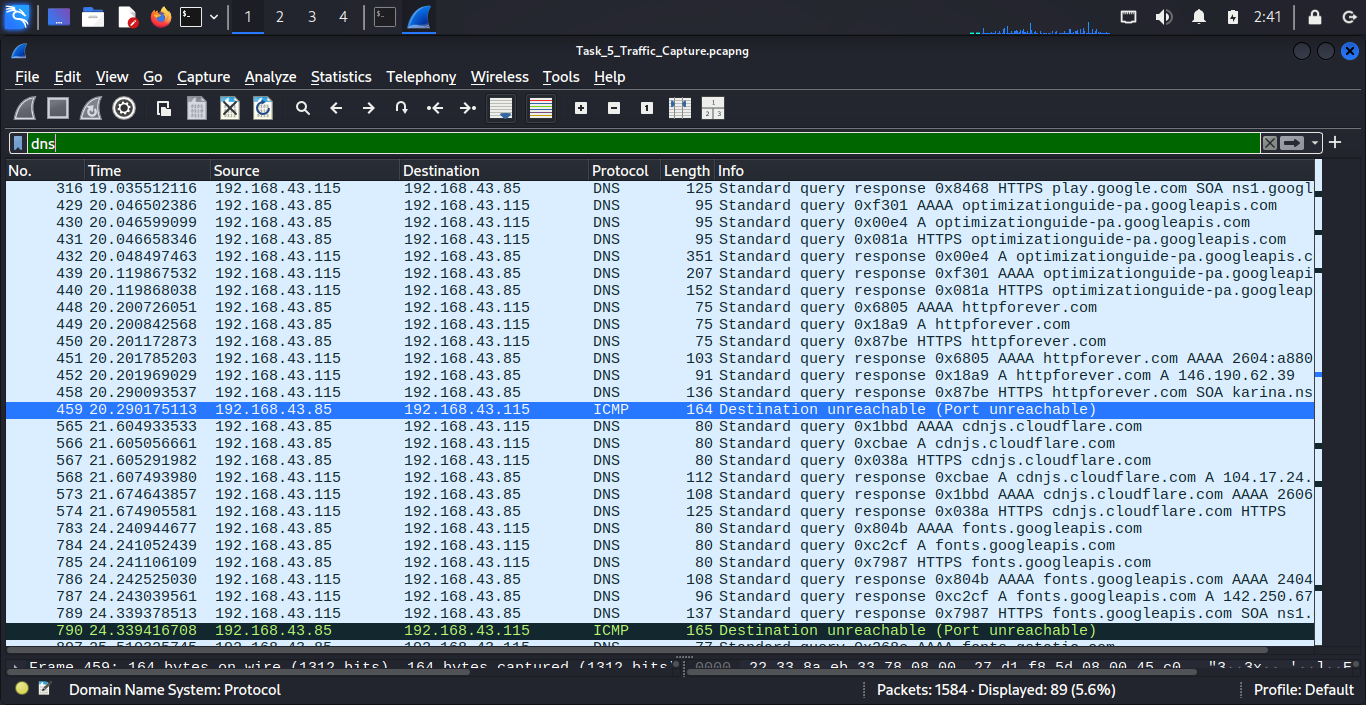 1 2 3 4 2:41
Task_5_Traffic_Capture.pcapng
File Edit View Go Capture Analyze Statistics Telephony Wireless Tools Help
dns
No. Time Source Destination Protocol Length Info
316 19.035512116 192.168.43.115 192.168.43.85 DNS 125 Standard query response 0x8468 HTTPS play.google.com SOA ns1.googl
429 20.046502386 192.168.43.85 192.168.43.115 DNS 95 Standard query 0xf301 AAAA optimizationguide-pa.googleapis.com
430 20.046599099 192.168.43.85 192.168.43.115 DNS 95 Standard query 0x00e4 A optimizationguide-pa.googleapis.com
431 20.046658346 192.168.43.85 192.168.43.115 DNS 95 Standard query 0x081a HTTPS optimizationguide-pa.googleapis.com
432 20.048497463 192.168.43.115 192.168.43.85 DNS 351 Standard query response 0x00e4 A optimizationguide-pa.googleapis.c
439 20.119867532 192.168.43.115 192.168.43.85 DNS 207 Standard query response 0xf301 AAAA optimizationguide-pa.googleapi
440 20.119868038 192.168.43.115 192.168.43.85 DNS 152 Standard query response 0x081a HTTPS optimizationguide-pa.googleap
448 20.200726051 192.168.43.85 192.168.43.115 DNS 75 Standard query 0x6805 AAAA httpforever.com
449 20.200842568 192.168.43.85 192.168.43.115 DNS 75 Standard query 0x18a9 A httpforever.com
450 20.201172873 192.168.43.85 192.168.43.115 DNS 75 Standard query 0x87be HTTPS httpforever.com
451 20.201785203 192.168.43.115 192.168.43.85 DNS 103 Standard query response 0x6805 AAAA httpforever.com AAAA 2604:a880
452 20.201969029 192.168.43.115 192.168.43.85 DNS 91 Standard query response 0x18a9 A httpforever.com A 146.190.62.39
458 20.290093537 192.168.43.115 192.168.43.85 DNS 136 Standard query response 0x87be HTTPS httpforever.com SOA karina.ns
459 20.290175113 192.168.43.85 192.168.43.115 ICMP 164 Destination unreachable (Port unreachable)
565 21.604933533 192.168.43.85 192.168.43.115 DNS 80 Standard query 0x1bbd AAAA cdnjs.cloudflare.com
566 21.605056661 192.168.43.85 192.168.43.115 DNS 80 Standard query 0xcbae A cdnjs.cloudflare.com
567 21.605291982 192.168.43.85 192.168.43.115 DNS 80 Standard query 0x038a HTTPS cdnjs.cloudflare.com
568 21.607493980 192.168.43.115 192.168.43.85 DNS 112 Standard query response 0xcbae A cdnjs.cloudflare.com A 104.17.24.
573 21.674643857 192.168.43.115 192.168.43.85 DNS 108 Standard query response 0x1bbd AAAA cdnjs.cloudflare.com AAAA 2606
574 21.674905581 192.168.43.115 192.168.43.85 DNS 125 Standard query response 0x038a HTTPS cdnjs.cloudflare.com HTTPS
783 24.240944677 192.168.43.85 192.168.43.115 DNS 80 Standard query 0x804b AAAA fonts.googleapis.com
784 24.241052439 192.168.43.85 192.168.43.115 DNS 80 Standard query 0xc2cf A fonts.googleapis.com
785 24.241106109 192.168.43.85 192.168.43.115 DNS 80 Standard query 0x7987 HTTPS fonts.googleapis.com
786 24.242525030 192.168.43.115 192.168.43.85 DNS 108 Standard query response 0x804b AAAA fonts.googleapis.com AAAA 2404
787 24.243039561 192.168.43.115 192.168.43.85 DNS 96 Standard query response 0xc2cf A fonts.googleapis.com A 142.250.67
789 24.339378513 192.168.43.115 192.168.43.85 DNS 137 Standard query response 0x7987 HTTPS fonts.googleapis.com SOA ns1.
790 24.339416708 192.168.43.85 192.168.43.115 ICMP 165 Destination unreachable (Port unreachable)
Frame 459: 164 bytes on wire (1312 bits), 164 bytes captured (1312 bits) 0000 22 33 8a eb 33 78 08 00 27 d1 f8 5d 08 00 45 c0
Domain Name System: Protocol Packets: 1584 · Displayed: 89 (5.6%) Profile: Default